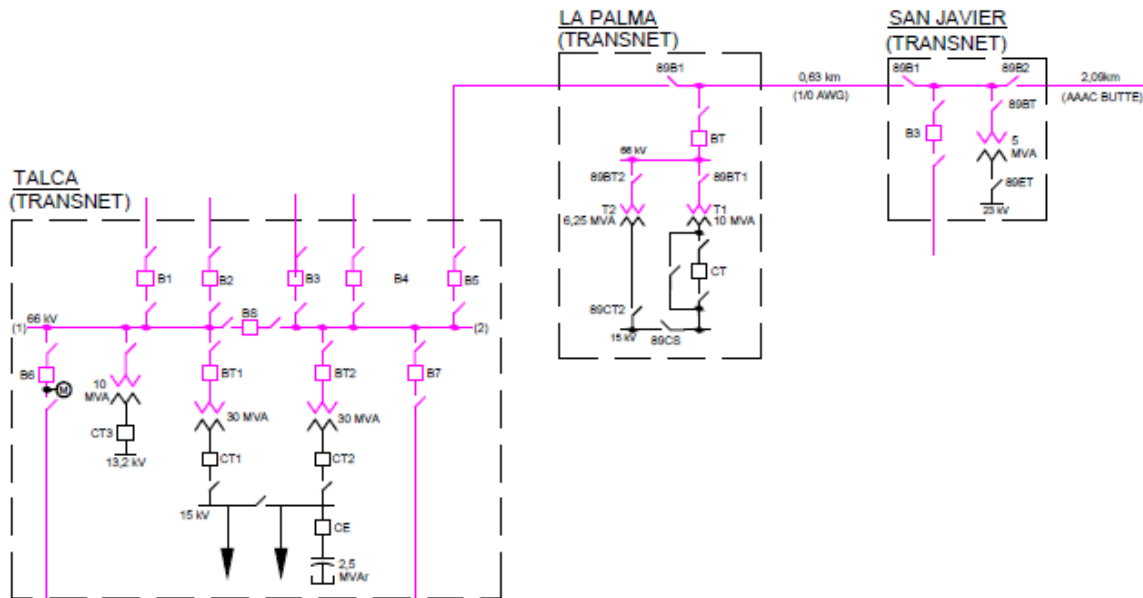 LA PALMA
(TRANSNET)
SAN JAVIER
(TRANSNET)
89B1
0,63 km
(1/0 AWG)
89B1
89B2
2,09km
(AAAC BUTTE)
89BT
BT
B3
5
MVA
66 kV
89BT2
89BT1
89ET
23 kV
T2
6,25 MVA
T1
10 MVA
CT
89CT2
15 kV
89CS
TALCA
(TRANSNET)
B1
B2
B3
B4
B5
BS
(1)
66 kV
(2)
B6
M
BT1
BT2
B7
10
MVA
30 MVA
30 MVA
CT3
13,2 kV
CT1
CT2
15 kV
CE
2,5
MVAr